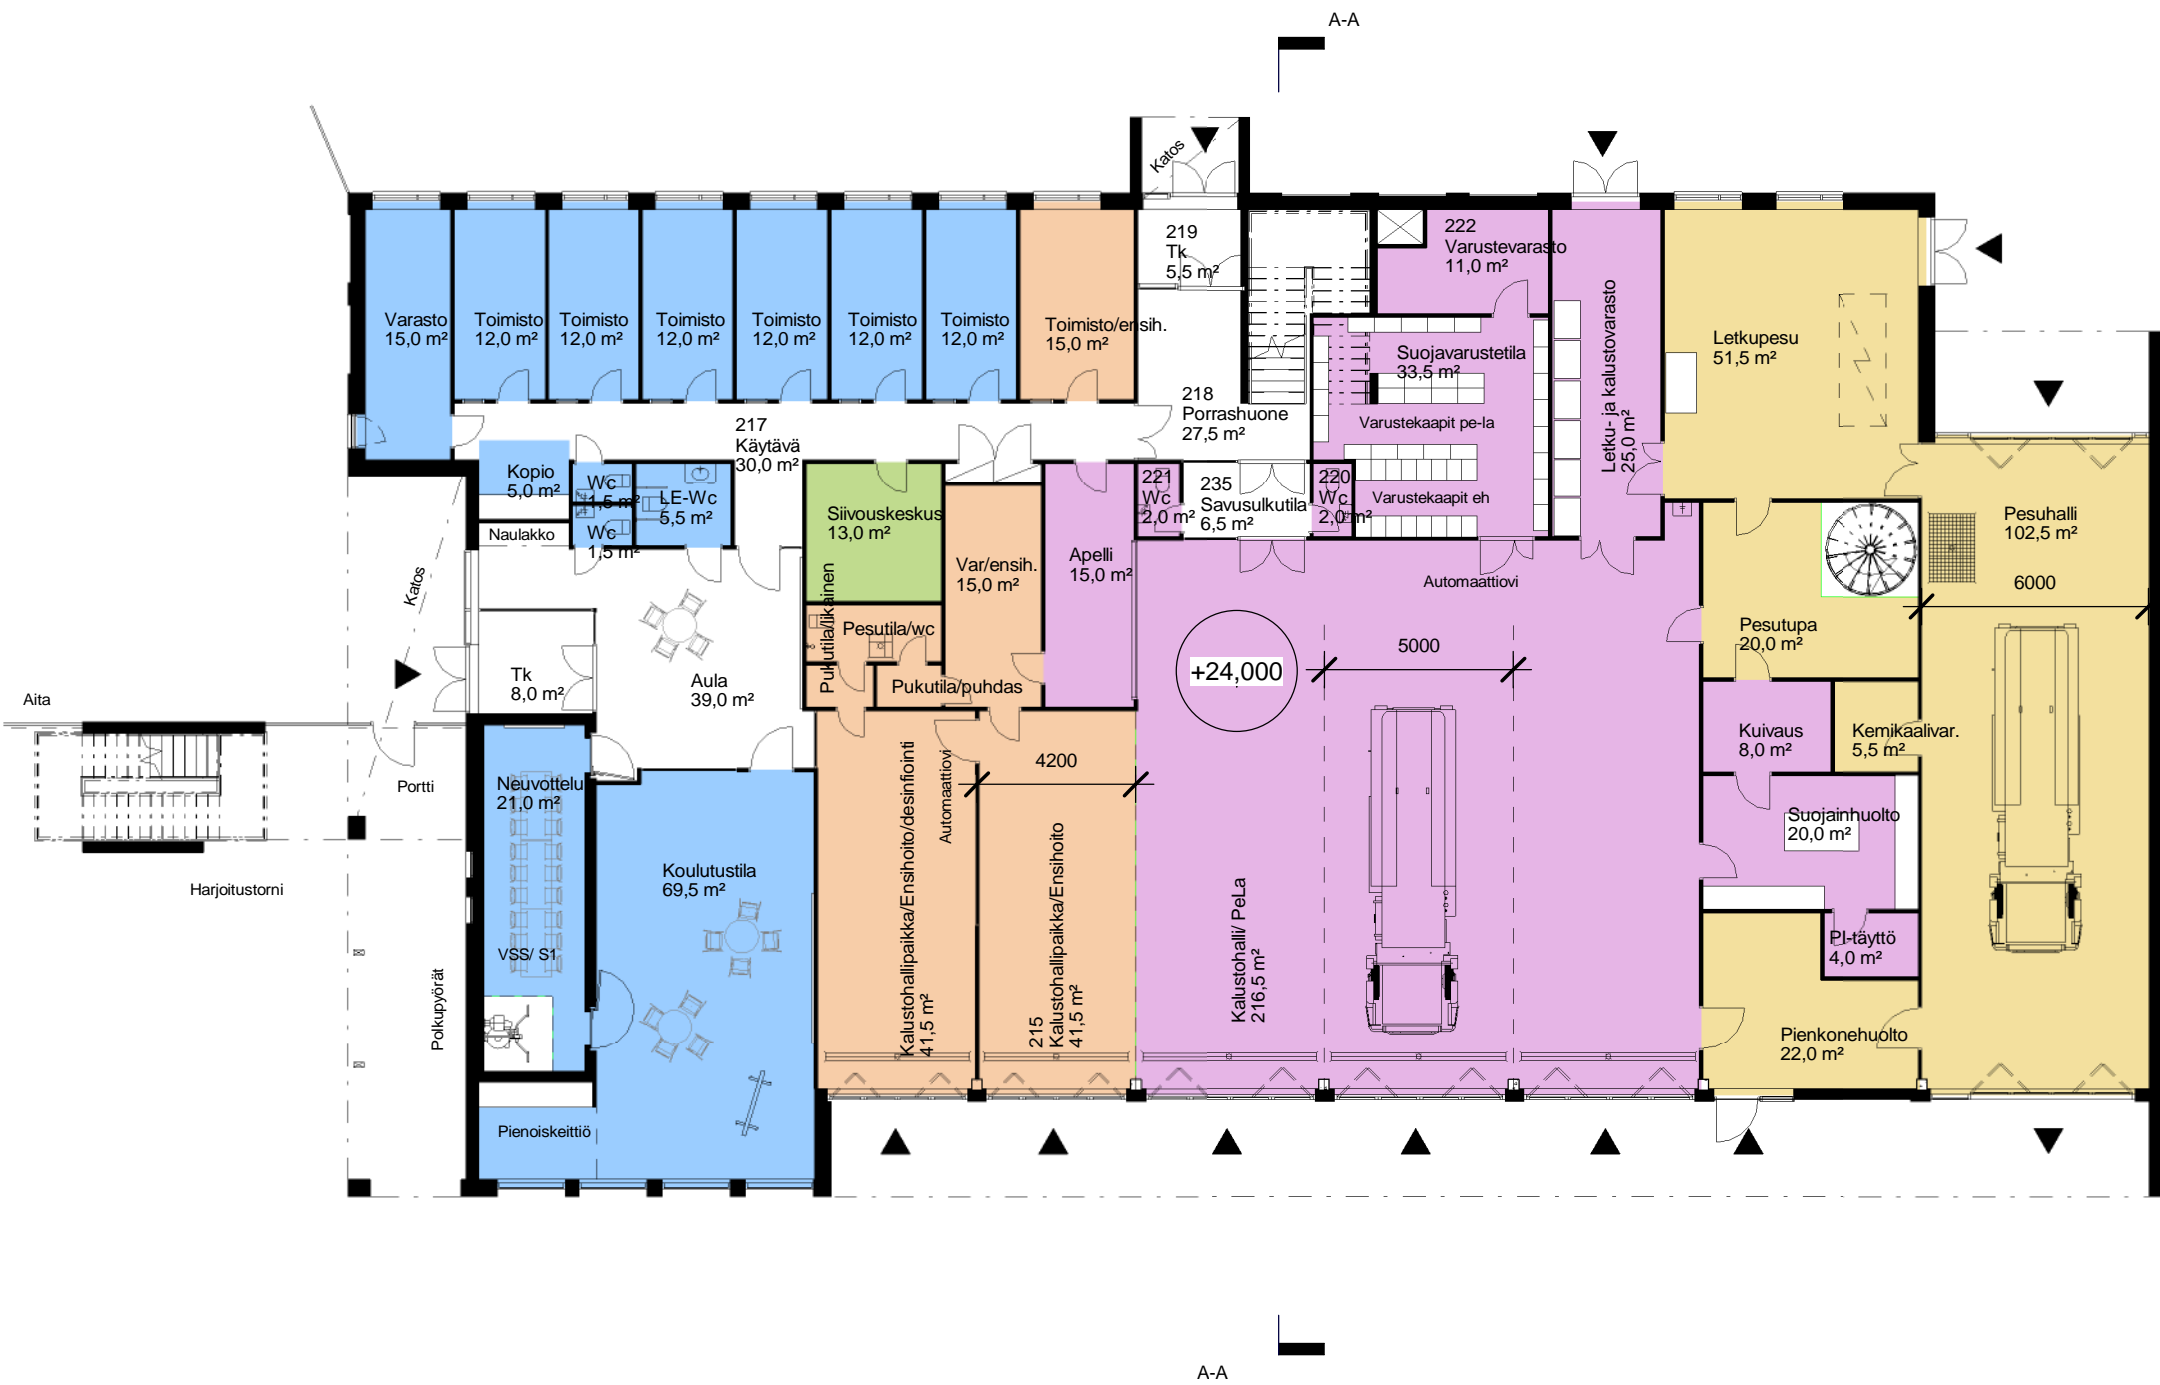 A-A
Katos
219
Tk
5,5 m²
222
Varustevarasto
11,0 m²
Varasto
15,0 m²
Toimisto
12,0 m²
Toimisto
12,0 m²
Toimisto
12,0 m²
Toimisto
12,0 m²
Toimisto
12,0 m²
Toimisto
12,0 m²
Toimisto/ensih.
15,0 m²
Suojavarustetila
33,5 m²
Letku- ja kalustovarasto
25,0 m²
Letkupesu
51,5 m²
218
Porrashuone
27,5 m²
Varustekaapit pe-la
217
Käytävä
30,0 m²
Kopio
5,0 m²
Wc
1,5 m²
LE-Wc
5,5 m²
Wc
1,5 m²
Naulakko
Siivouskeskus
13,0 m²
221
Wc
2,0 m²
235
Savusulkutila
6,5 m²
220
Wc
2,0 m²
Varustekaapit eh
Pesuhalli
102,5 m²
6000
Var/ensih.
15,0 m²
Apelli
15,0 m²
Automaattiovi
Katos
Pukutila/likainen
Pesutila/wc
Pukutila/puhdas
Pesutupa
20,0 m²
5000
+24,000
Tk
8,0 m²
Aula
39,0 m²
Aita
Portti
Harjoitustorni
Kuivaus
8,0 m²
Kemikaalivar.
5,5 m²
Neuvottelu
21,0 m²
4200
Automaattiovi
Kalustohallipaikka/Ensihoito/desinfiointi
41,5 m²
215
Kalustohallipaikka/Ensihoito
41,5 m²
Kalustohalli/ PeLa
216,5 m²
Suojainhuolto
20,0 m²
Koulutustila
69,5 m²
VSS/ S1
Polkupyörät
PI-täyttö
4,0 m²
Pienkonehuolto
22,0 m²
Pienoiskeittiö
A-A